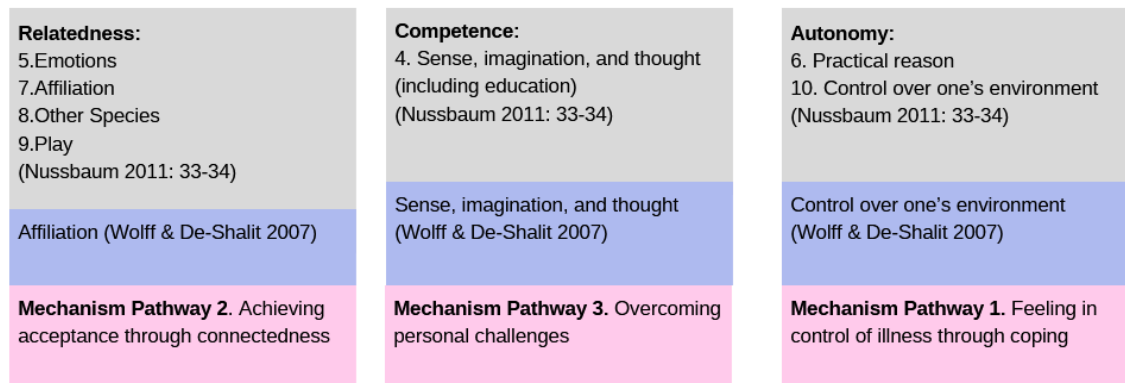 Relatedness:
5.Emotions
7.Affiliation
8.Other Species
9.Play
(Nussbaum 2011: 33-34)
Affiliation (Wolff & De-Shalit 2007)
Mechanism Pathway 2. Achieving
acceptance through connectedness
Competence:
4. Sense, imagination, and thought
(including education)
(Nussbaum 2011: 33-34)
Sense, imagination, and thought
(Wolff & De-Shalit 2007)
Mechanism Pathway 3. Overcoming
personal challenges
Autonomy:
6. Practical reason
10. Control over one’s environment
(Nussbaum 2011: 33-34)
Control over one’s environment
(Wolff & De-Shalit 2007)
Mechanism Pathway 1. Feeling in
control of illness through coping